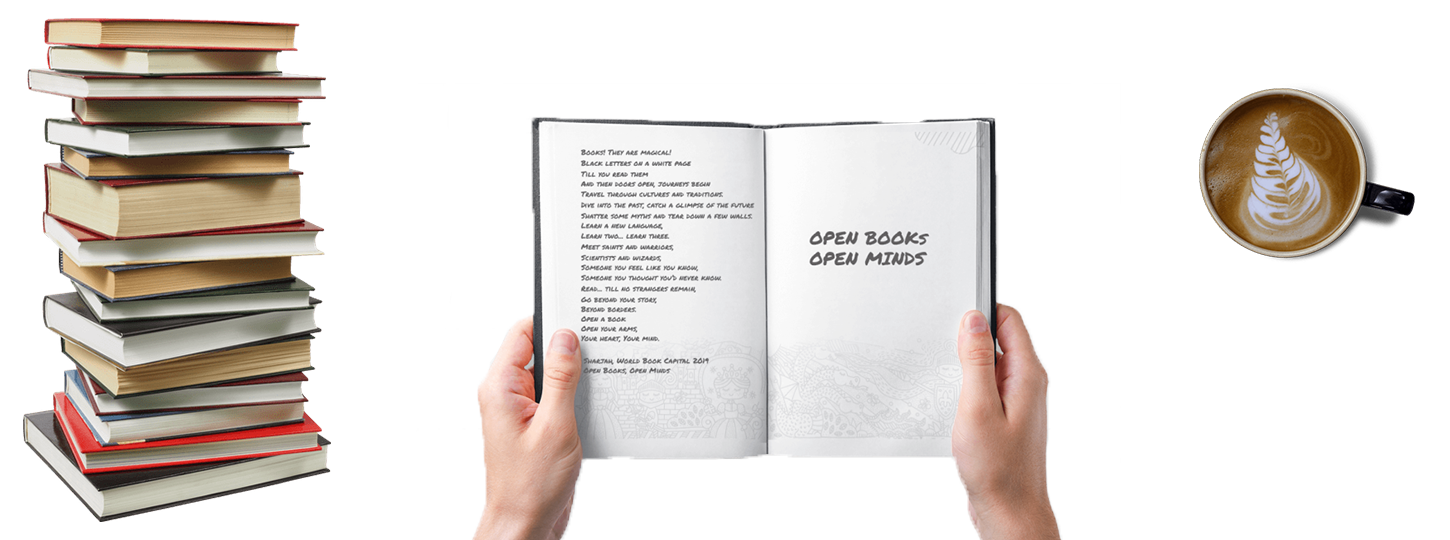 Books! They are magical!
Black letters on a white page
Till you read them
And then doors open, journeys begin
Travel through cultures and traditions.
Dive into the past, catch a glimpse of the future
Shatter some myths and tear down a few walls.
Learn a new language,
Learn two... learn three.
Meet saints and warriors,
Scientists and wizards,
Someone you feel like you know,
Someone you thought you'd never know.
Read... till no strangers remain,
Go beyond your story,
Beyond borders.
Open a book
Open your arms,
Your heart, Your mind.
Sharjah, World Book Capital 2019
Open Books, Open Minds
OPEN BOOKS
OPEN MINDS